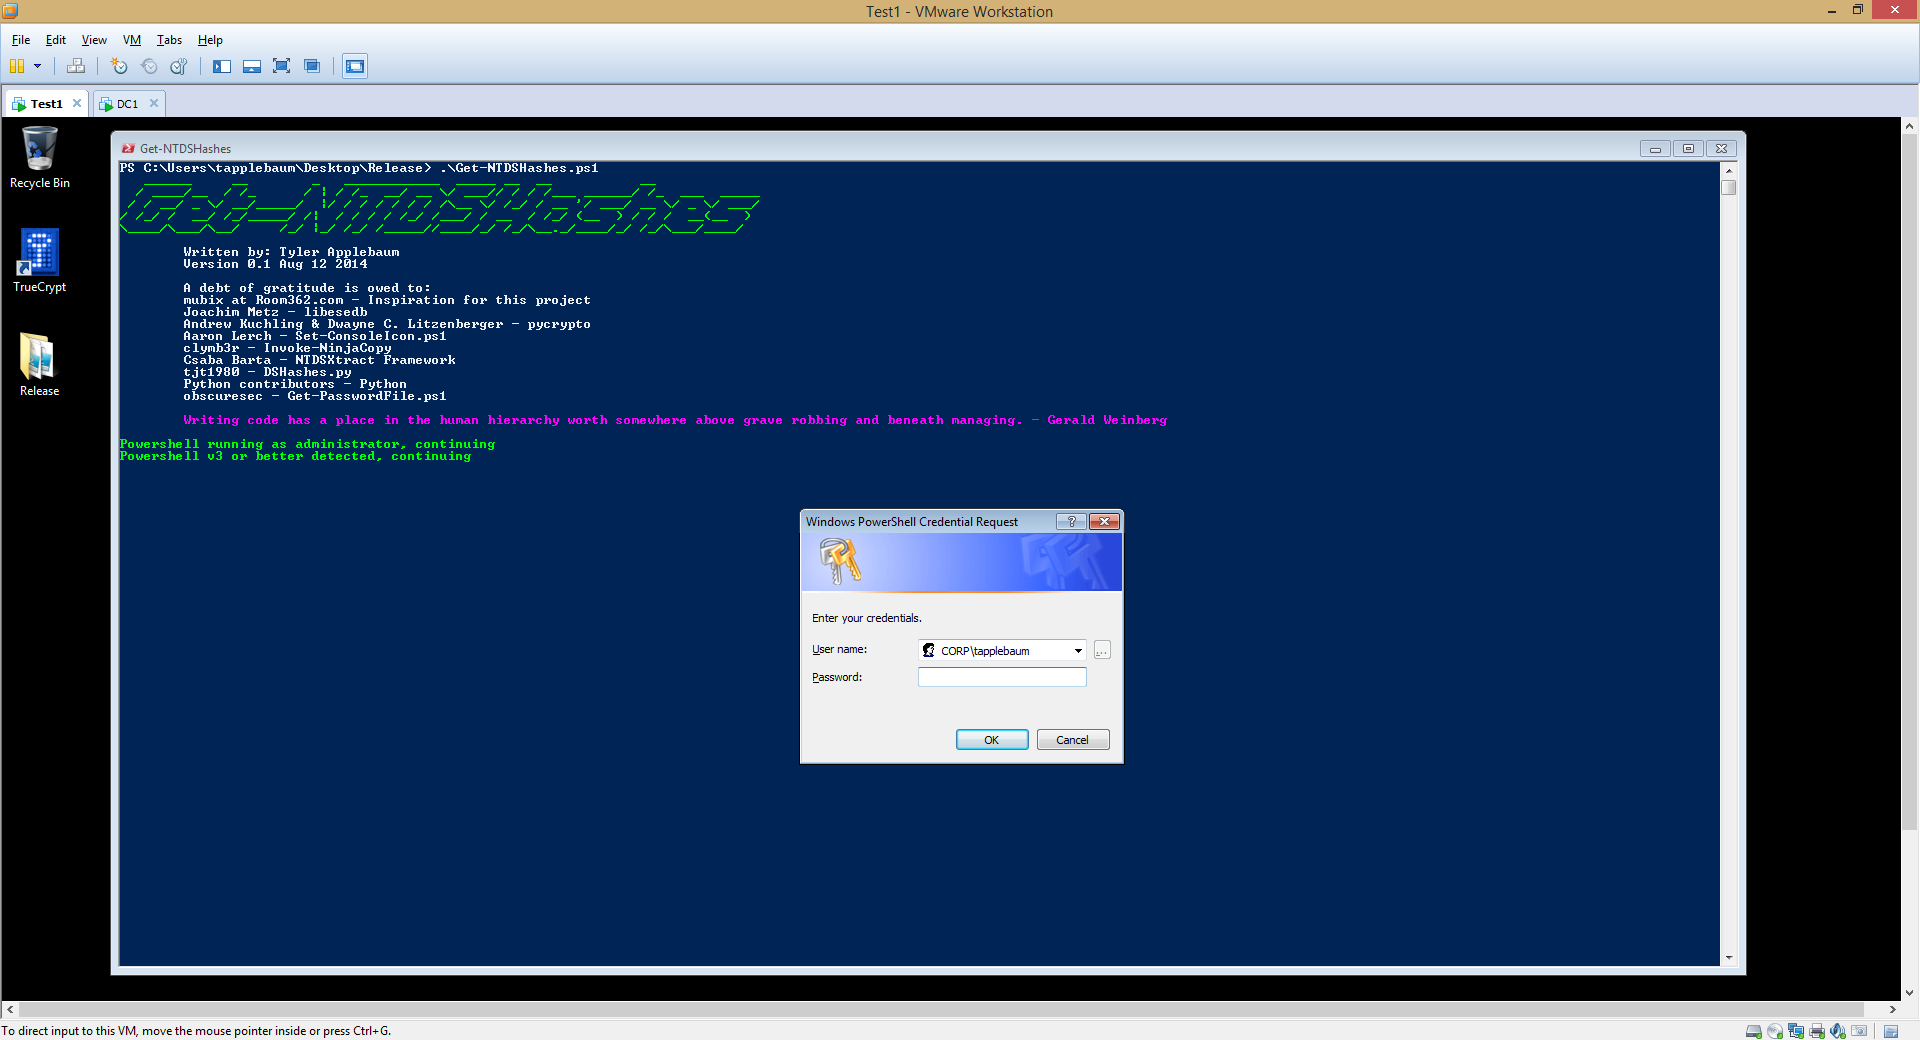 Test1 - VMware Workstation
File Edit View VM Tabs Help
Test1 DC1
Recycle Bin
TrueCrypt
Release
Get-NTDSHashes
PS C:\Users\tapplebaum\Desktop\Release> .\Get-NTDSHashes.ps1
Get-NTDSHashes
Written by: Tyler Applebaum
Version 0.1 Aug 12 2014
A debt of gratitude is owed to:
mubix at Room362.com - Inspiration for this project
Joachim Metz - libesedb
Andrew Kuchling & Dwayne C. Litzenberger - pycrypto
Aaron Lerch - Set-ConsoleIcon.ps1
clymb3r - Invoke-NinjaCopy
Csaba Barta - NTDSXtract Framework
tjt1980 - DSHashes.py
Python contributors - Python
obscuresec - Get-PasswordFile.ps1
Writing code has a place in the human hierarchy worth somewhere above grave robbing and beneath managing. - Gerald Weinberg
Powershell running as administrator, continuing
Powershell v3 or better detected, continuing
Windows PowerShell Credential Request
Enter your credentials.
User name: CORP\tapplebaum ...
Password:
OK Cancel
To direct input to this VM, move the mouse pointer inside or press Ctrl+G.